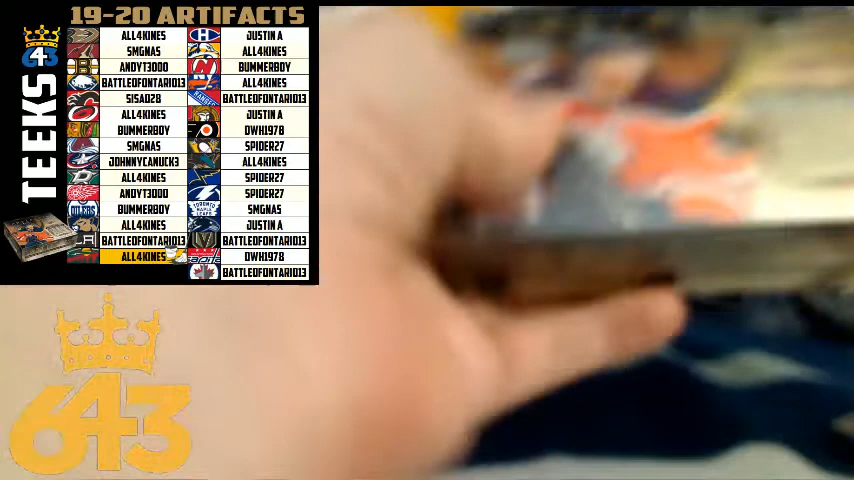 19-20 ARTIFACTS
643
TEEKS
ALL4KINES JUSTIN A
SMGNAS ALL4KINES
ANDYT3000 BUMMERBOY
BATTLEOFONTARIO13 ALL4KINES
SISA028 BATTLEOFONTARIO13
ALL4KINES JUSTIN A
BUMMERBOY DWH1978
SMGNAS SPIDER27
JOHNNYCANUCK3 ALL4KINES
ALL4KINES SPIDER27
ANDYT3000 SPIDER27
BUMMERBOY SMGNAS
ALL4KINES JUSTIN A
BATTLEOFONTARIO13 BATTLEOFONTARIO13
ALL4KINES DWH1978
BATTLEOFONTARIO13
643